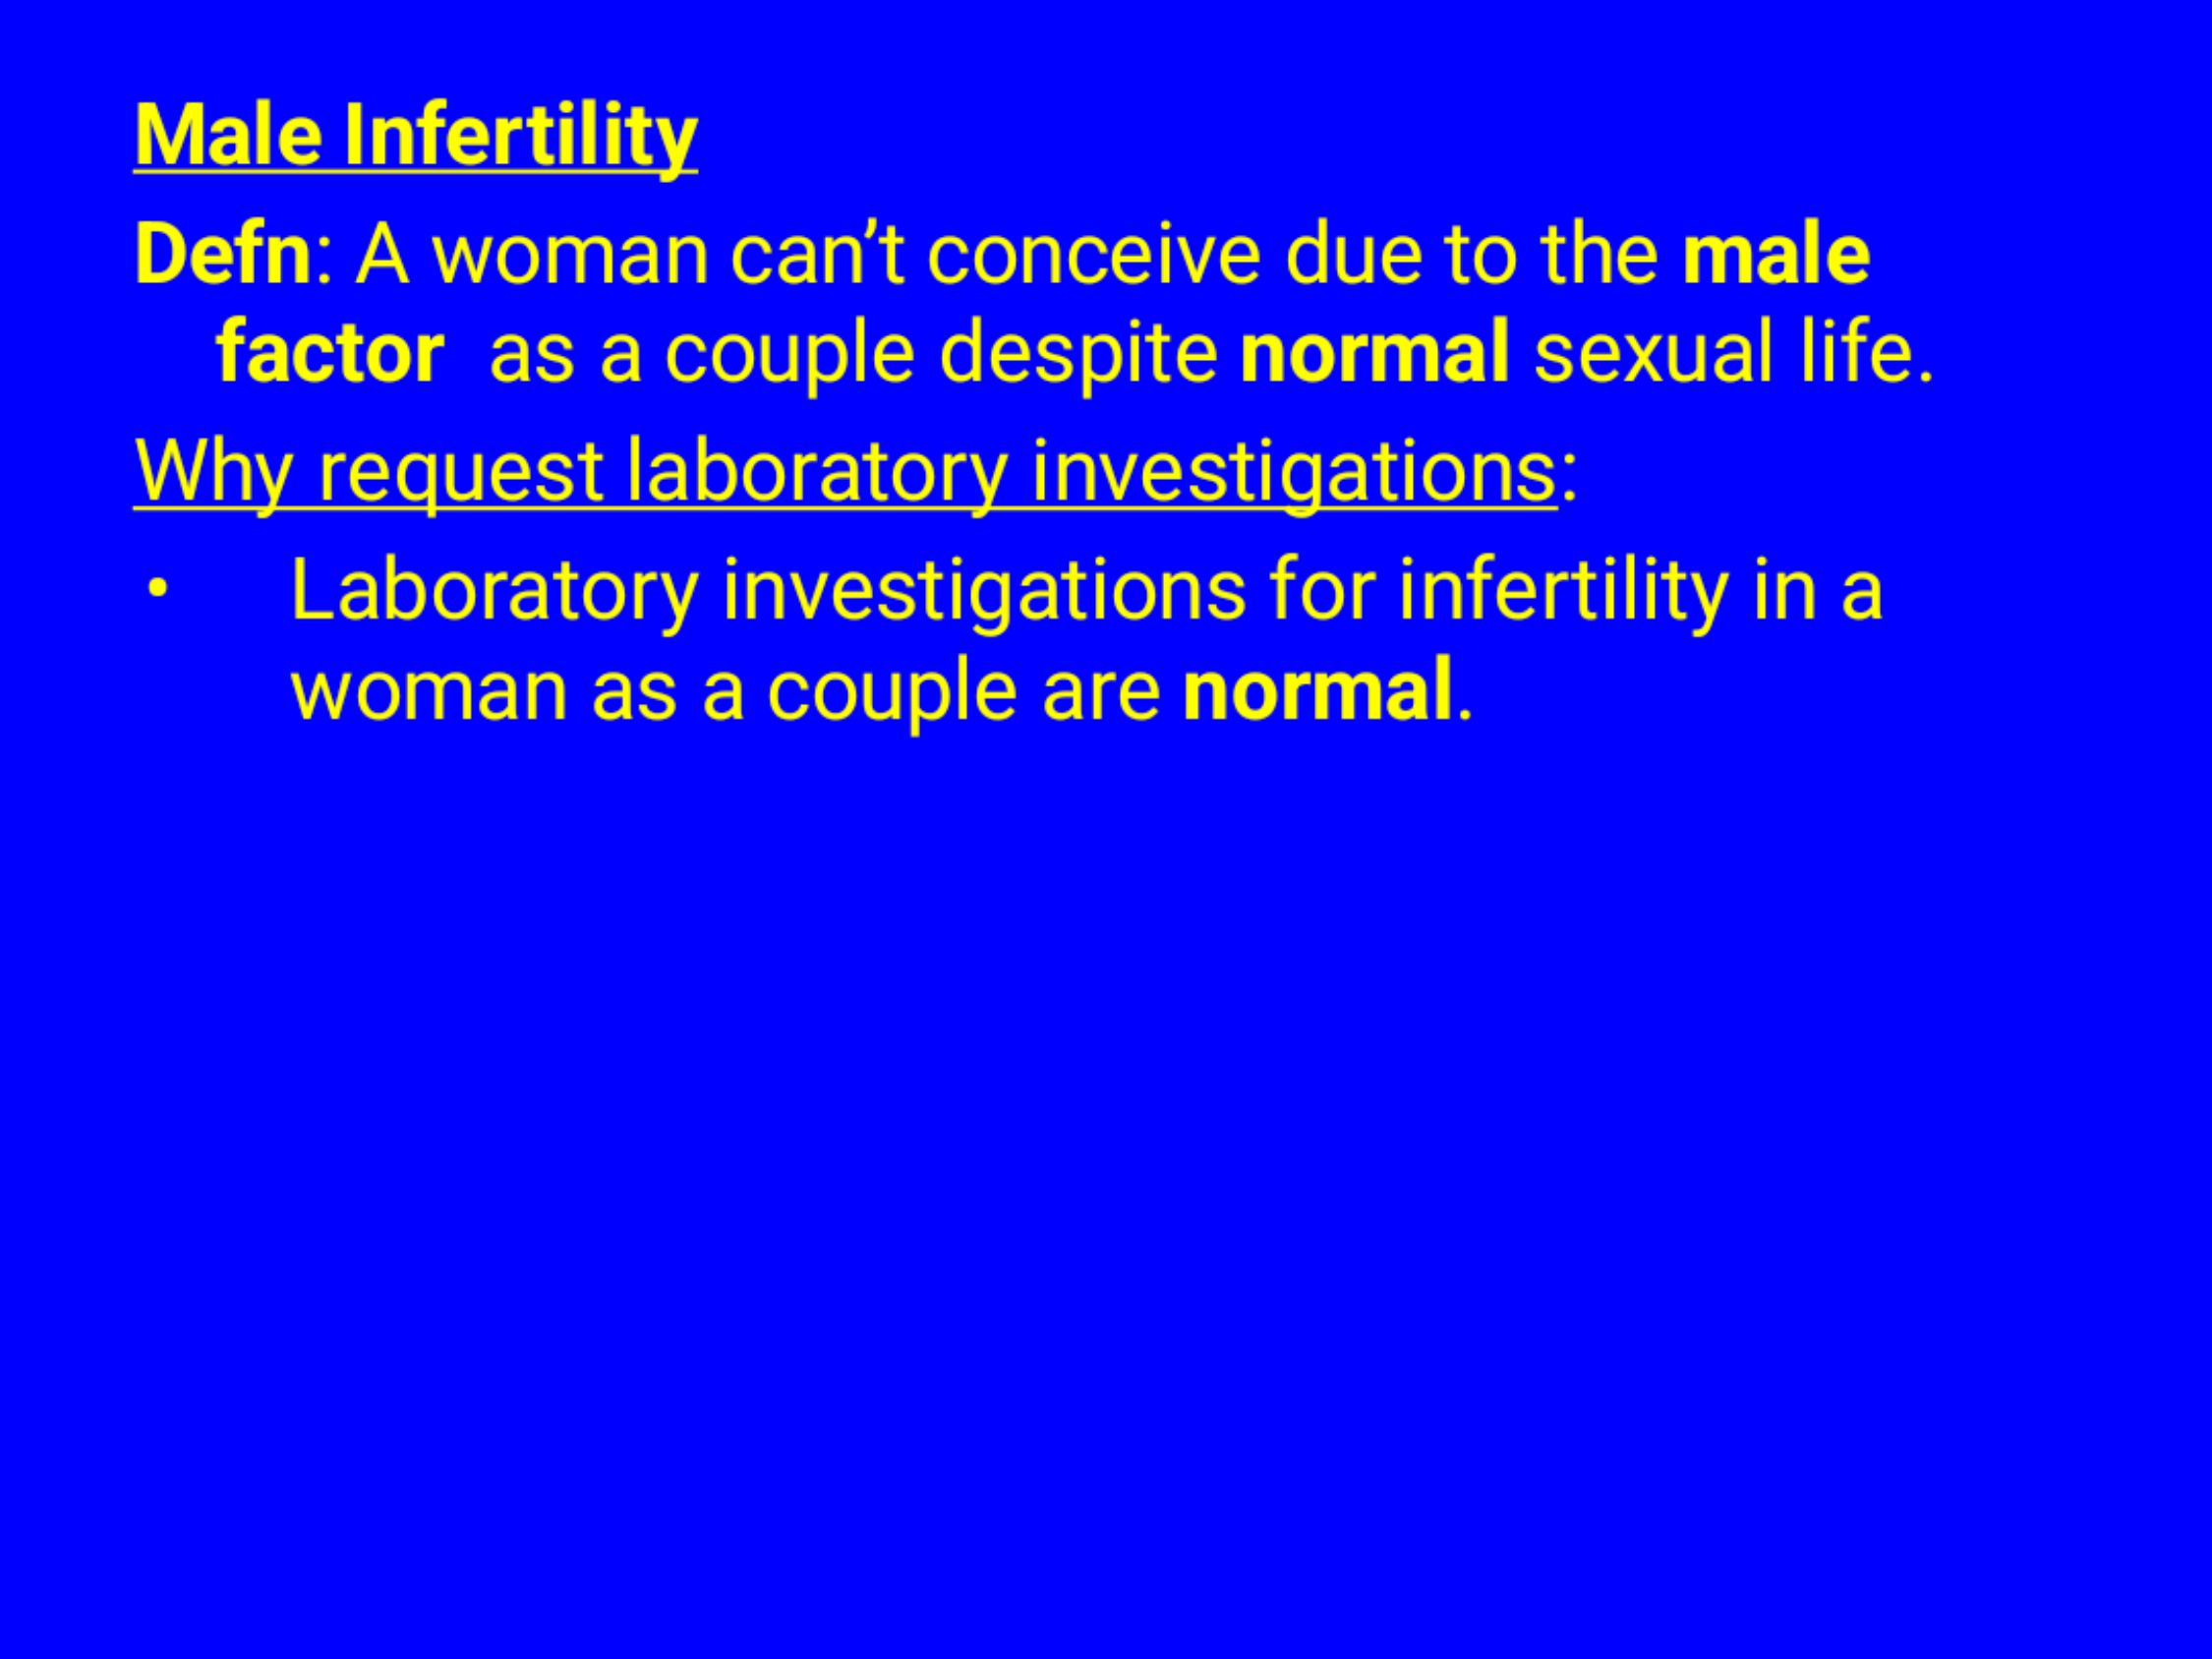 Male Infertility
Defn: A woman can’t conceive due to the male
factor  as a couple despite normal sexual life.
Why request laboratory investigations:
• Laboratory investigations for infertility in a
woman as a couple are normal.